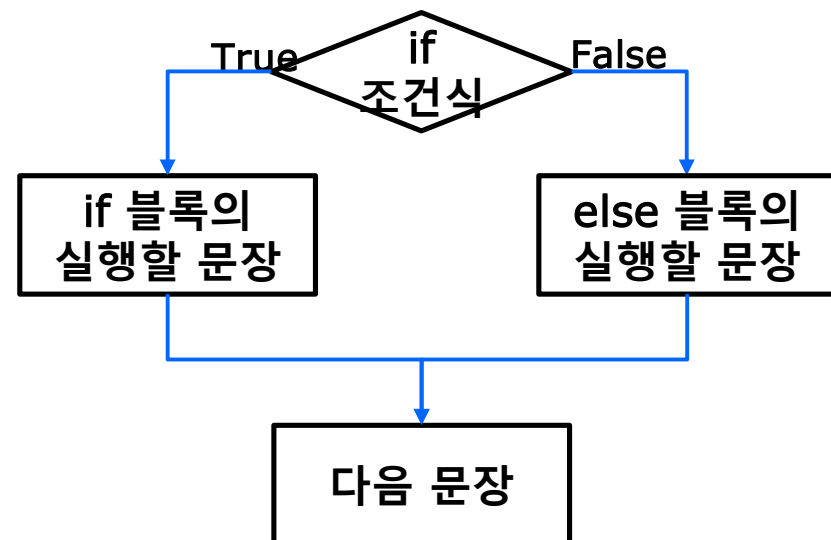 True
if
조건식
False
if 블록의
실행할 문장
else 블록의
실행할 문장
다음 문장